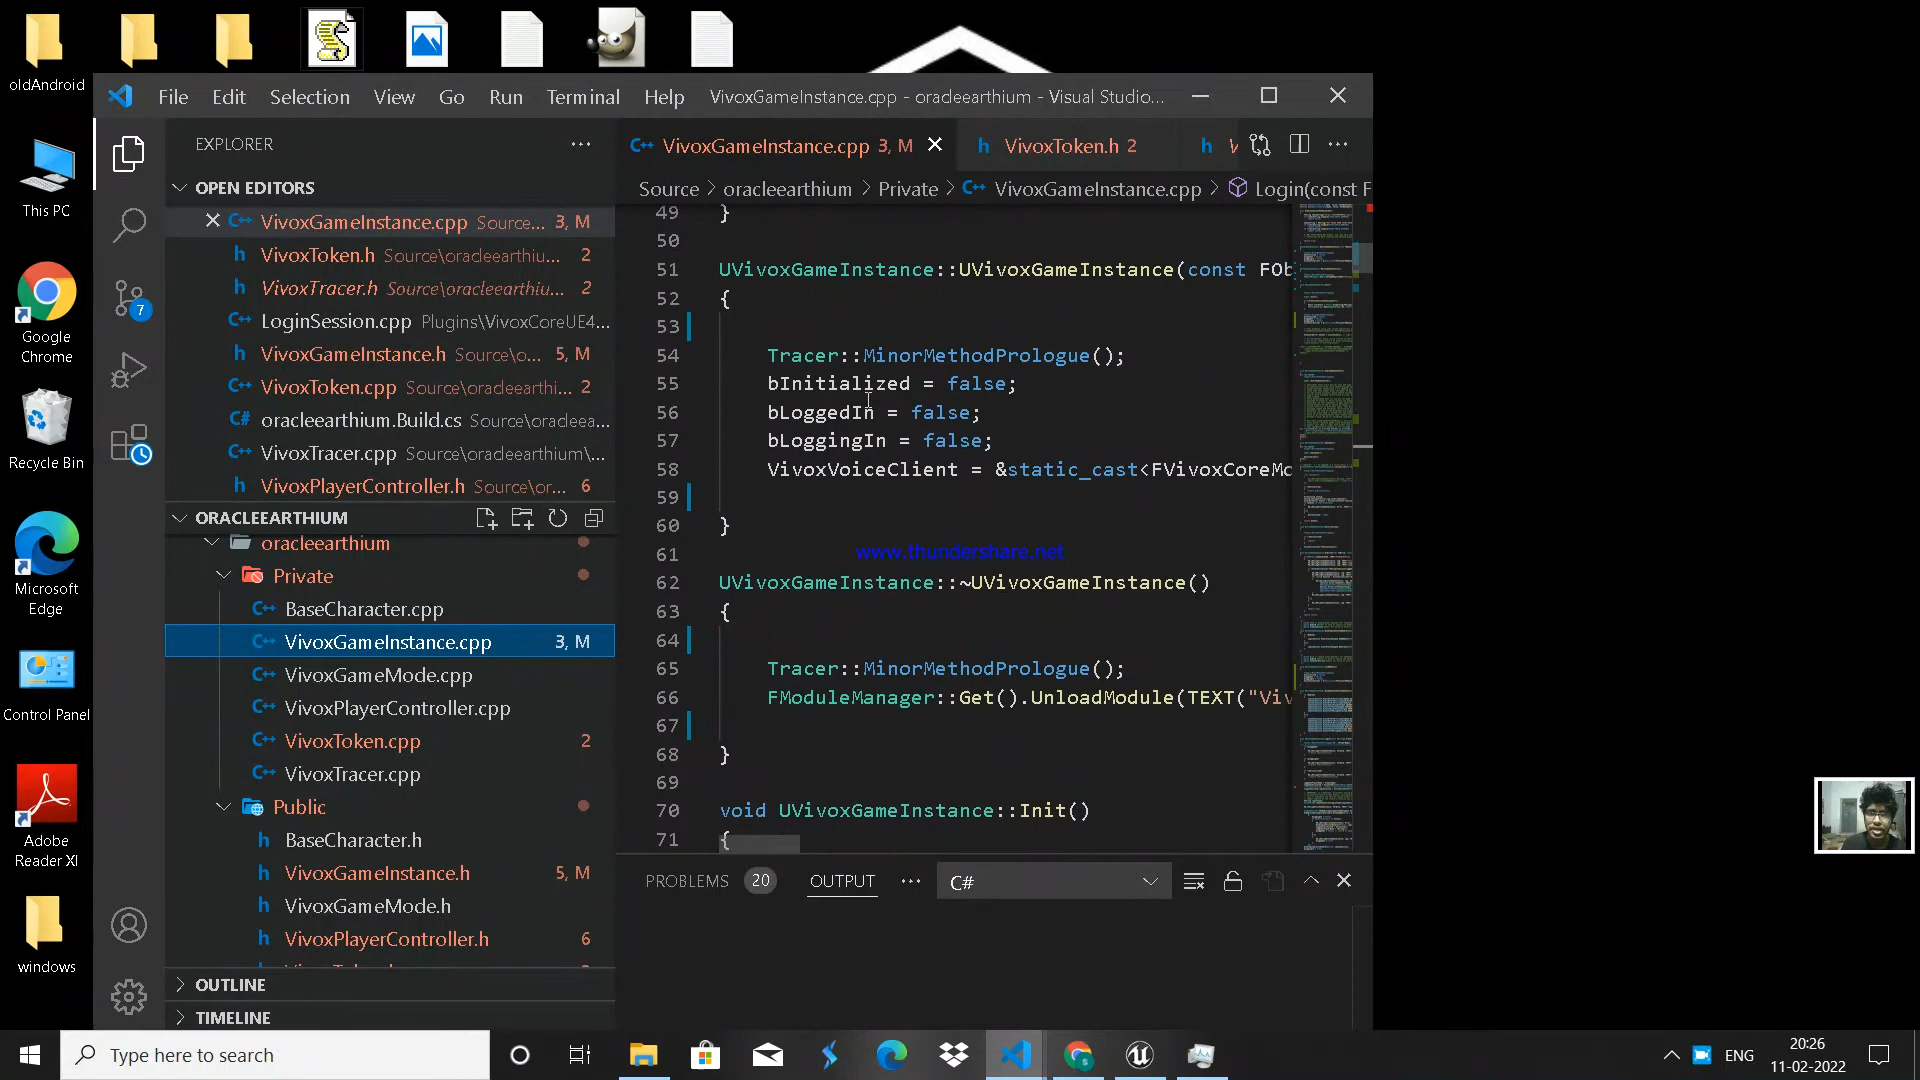 oldAndroid
This PC
Google
Chrome
Recycle Bin
Microsoft
Edge
Control Panel
Adobe
Reader XI
windows
File Edit Selection View Go Run Terminal Help VivoxGameInstance.cpp - oracleearthium - Visual Studio...
EXPLORER
OPEN EDITORS
VivoxGameInstance.cpp Source... 3, M
VivoxToken.h Source\oracleearthiu... 2
VivoxTracer.h Source\oracleearthiu... 2
LoginSession.cpp Plugins\VivoxCoreUE4...
VivoxGameInstance.h Source\o... 5, M
VivoxToken.cpp Source\oracleearthi... 2
oracleearthium.Build.cs Source\oracleea...
VivoxTracer.cpp Source\oracleearthium\...
VivoxPlayerController.h Source\or... 6
ORACLEEARTHIUM
oracleearthium
Private
BaseCharacter.cpp
VivoxGameInstance.cpp 3, M
VivoxGameMode.cpp
VivoxPlayerController.cpp
VivoxToken.cpp 2
VivoxTracer.cpp
Public
BaseCharacter.h
VivoxGameInstance.h 5, M
VivoxGameMode.h
VivoxPlayerController.h 6
OUTLINE
TIMELINE
7
VivoxGameInstance.cpp 3, M VivoxToken.h 2
Source > oracleearthium > Private > VivoxGameInstance.cpp > Login(const F
49 }
50
51 UVivoxGameInstance::UVivoxGameInstance(const FOb
52 {
53
54 Tracer::MinorMethodPrologue();
55 bInitialized = false;
56 bLoggedIn = false;
57 bLoggingIn = false;
58 VivoxVoiceClient = &static_cast<FVivoxCoreMo
59
60 }
61
62 UVivoxGameInstance::~UVivoxGameInstance()
63 {
64
65 Tracer::MinorMethodPrologue();
66 FModuleManager::Get().UnloadModule(TEXT("Viv
67
68 }
69
70 void UVivoxGameInstance::Init()
71 {
www.thundershare.net
PROBLEMS 20 OUTPUT C#
Type here to search
ENG
20:26
11-02-2022